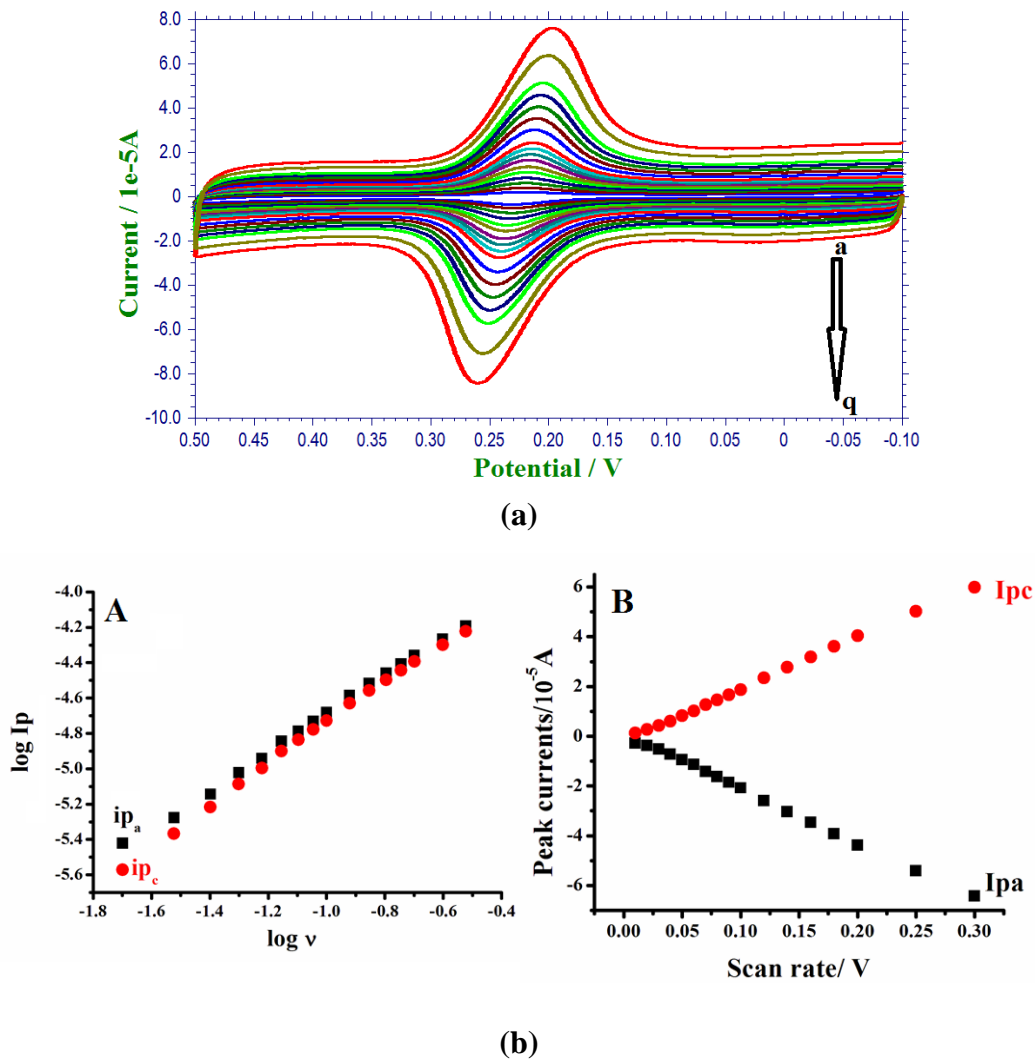 8.0
6.0
4.0
2.0
0
-2.0
-4.0
-6.0
-8.0
-10.0
Current / 1e-5A
a
q
0.50 0.45 0.40 0.35 0.30 0.25 0.20 0.15 0.10 0.05 0 -0.05 -0.10
Potential / V
(a)
A
-4.0
-4.2
-4.4
-4.6
-4.8
-5.0
-5.2
-5.4
-5.6
log Ip
ipa
ipc
-1.8 -1.6 -1.4 -1.2 -1.0 -0.8 -0.6 -0.4
log ν
B
Ipc
6
4
2
0
-2
-4
-6
Peak currents/10⁻⁵ A
Ipa
0.00 0.05 0.10 0.15 0.20 0.25 0.30
Scan rate/ V
(b)